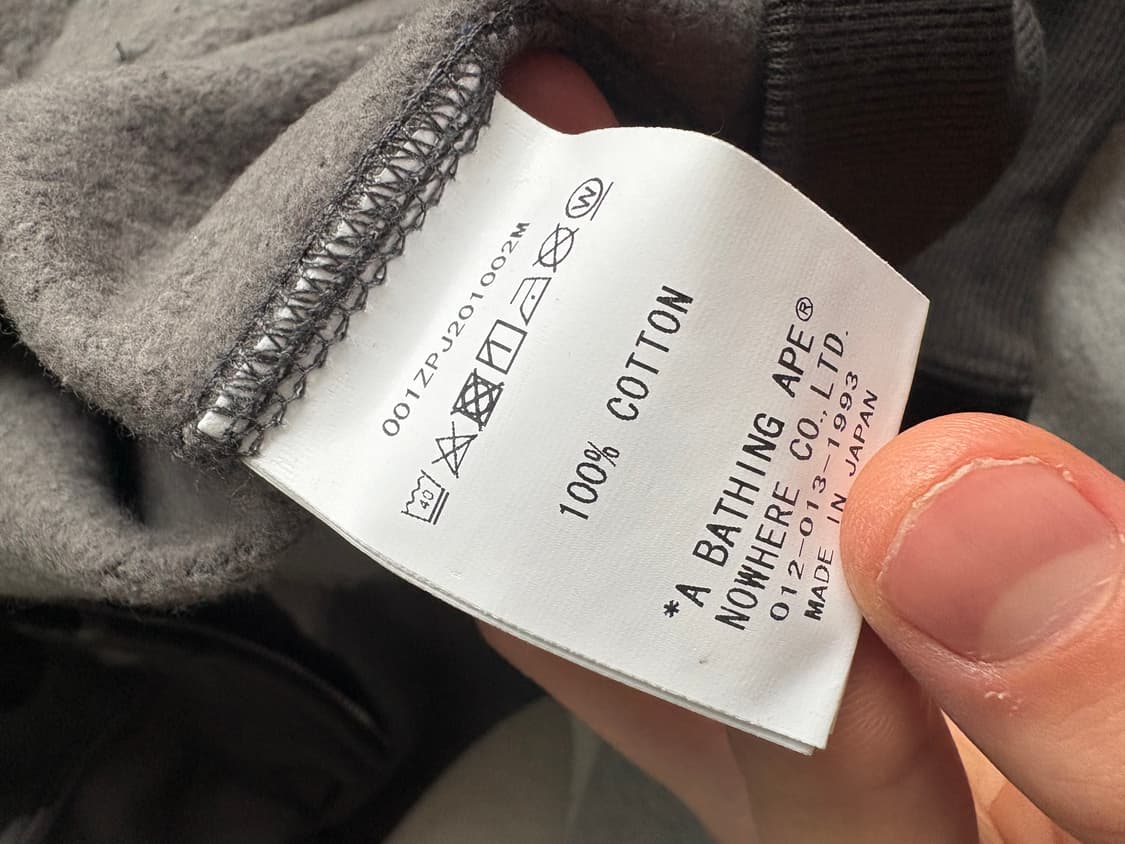 001ZPJ201002M
40 W
100% COTTON
*A BATHING APE®
NOWHERE CO., LTD.
012-013-1993
MADE IN JAPAN